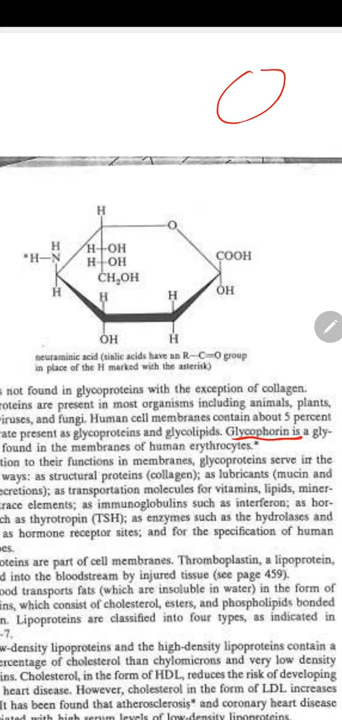 H
O
H
*H—N
H—OH
H—OH
COOH
CH₂OH
H
H
H
OH
OH
H
neuraminic acid (sialic acids have an R—C=O group
in place of the H marked with the asterisk)
not found in glycoproteins with the exception of collagen.
roteins are present in most organisms including animals, plants,
viruses, and fungi. Human cell membranes contain about 5 percent
ate present as glycoproteins and glycolipids. Glycophorin is a gly-
found in the membranes of human erythrocytes.*
tion to their functions in membranes, glycoproteins serve in the
ways: as structural proteins (collagen); as lubricants (mucin and
ecretions); as transportation molecules for vitamins, lipids, miner-
race elements; as immunoglobulins such as interferon; as hor-
ch as thyrotropin (TSH); as enzymes such as the hydrolases and
as hormone receptor sites; and for the specification of human
pes.
oteins are part of cell membranes. Thromboplastin, a lipoprotein,
d into the bloodstream by injured tissue (see page 459).
ood transports fats (which are insoluble in water) in the form of
ins, which consist of cholesterol, esters, and phospholipids bonded
n. Lipoproteins are classified into four types, as indicated in
-7.
w-density lipoproteins and the high-density lipoproteins contain a
ercentage of cholesterol than chylomicrons and very low density
ins. Cholesterol, in the form of HDL, reduces the risk of developing
heart disease. However, cholesterol in the form of LDL increases
It has been found that atherosclerosis* and coronary heart disease
iated with high serum levels of low-density lipoproteins.